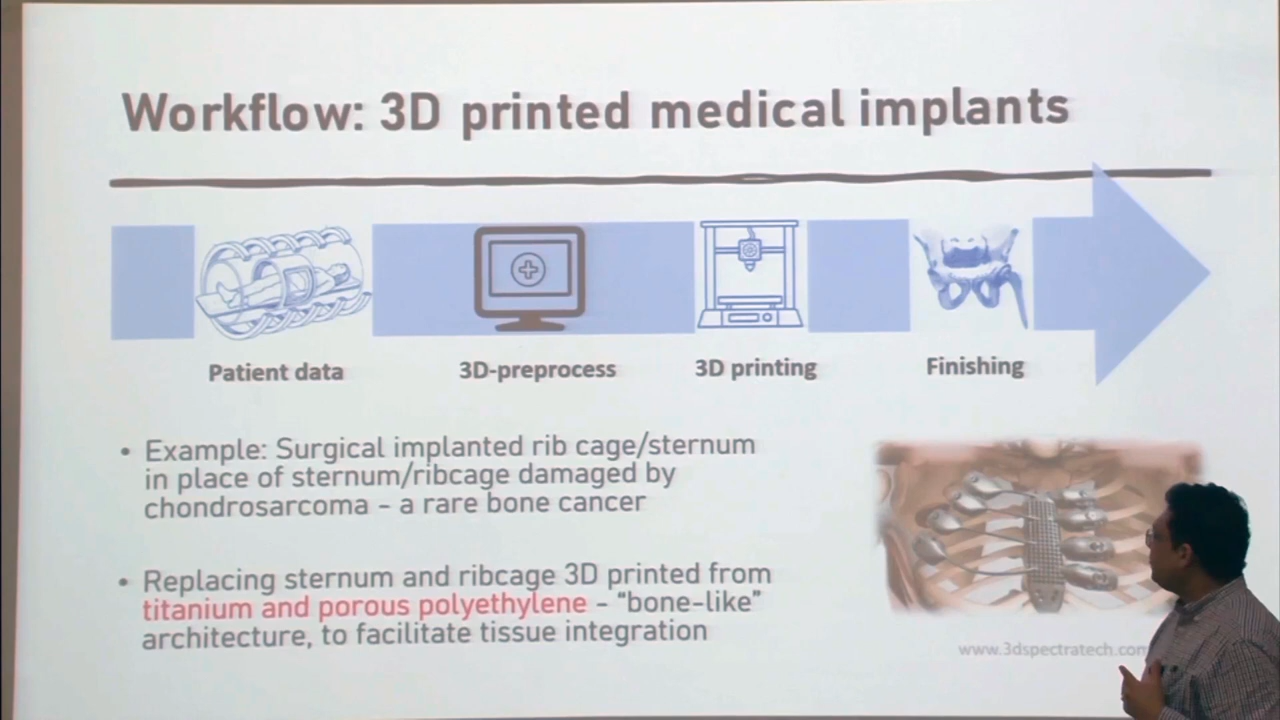 Workflow: 3D printed medical implants
Patient data
3D-preprocess
3D printing
Finishing
• Example: Surgical implanted rib cage/sternum
in place of sternum/ribcage damaged by
chondrosarcoma – a rare bone cancer
• Replacing sternum and ribcage 3D printed from
titanium and porous polyethylene – “bone-like”
architecture, to facilitate tissue integration
www.3dspectratech.com